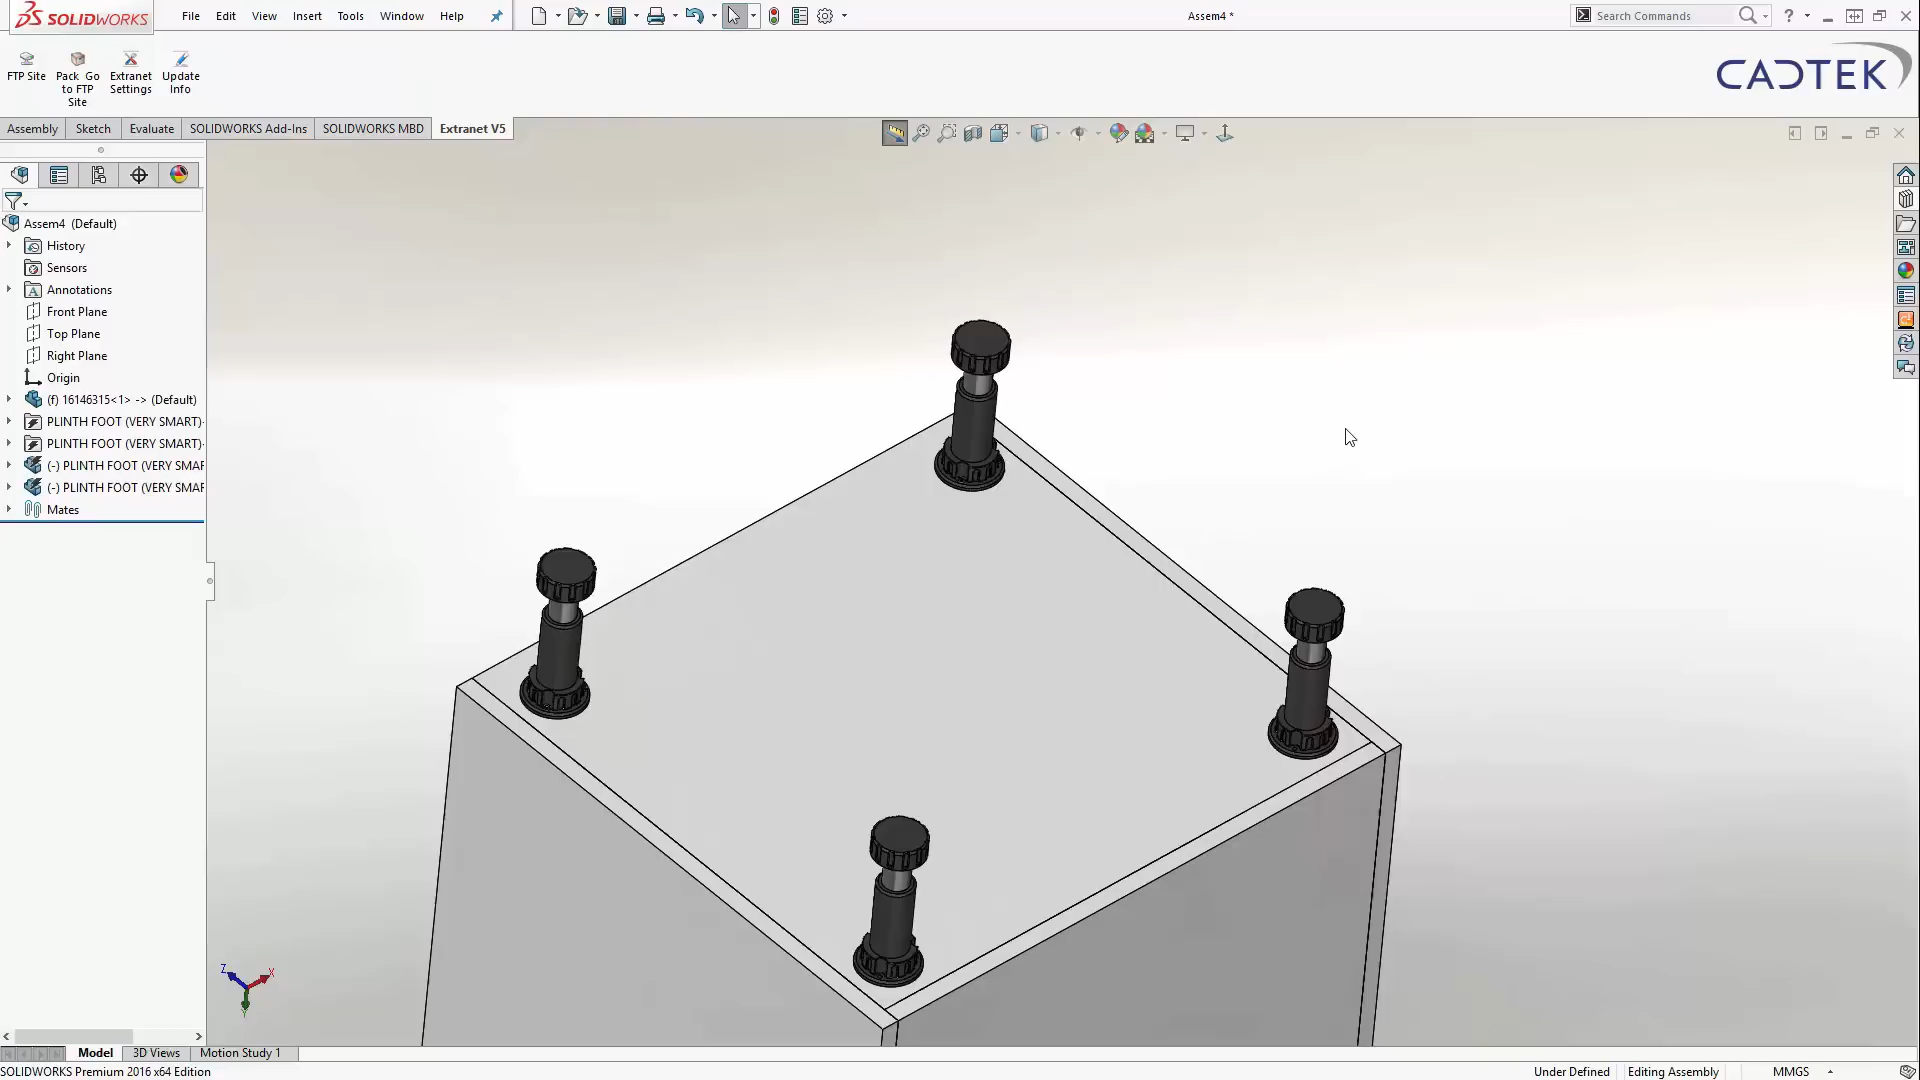 SOLIDWORKS
File Edit View Insert Tools Window Help
Assem4 *
Search Commands
?
FTP Site
Pack Go to FTP Site
Extranet Settings
Update Info
CADTEK
Assembly Sketch Evaluate SOLIDWORKS Add-Ins SOLIDWORKS MBD Extranet V5
Assem4 (Default)
History
Sensors
Annotations
Front Plane
Top Plane
Right Plane
Origin
(f) 16146315<1> -> (Default)
PLINTH FOOT (VERY SMART)
PLINTH FOOT (VERY SMART)
(-) PLINTH FOOT (VERY SMAR
(-) PLINTH FOOT (VERY SMAR
Mates
Z X Y
Model 3D Views Motion Study 1
SOLIDWORKS Premium 2016 x64 Edition
Under Defined Editing Assembly MMGS